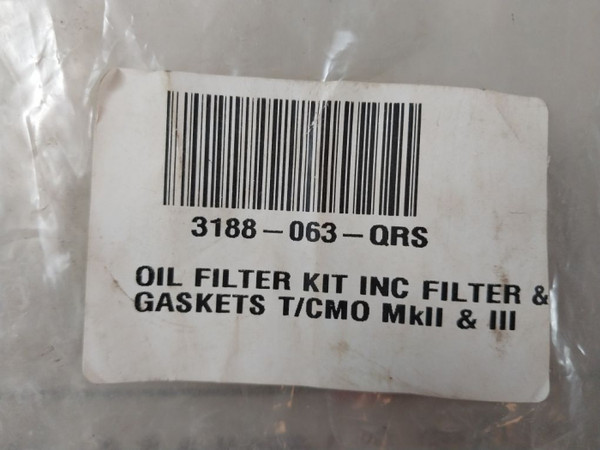 3188-063-QRS
OIL FILTER KIT INC FILTER &
GASKETS T/CMO MkII & III